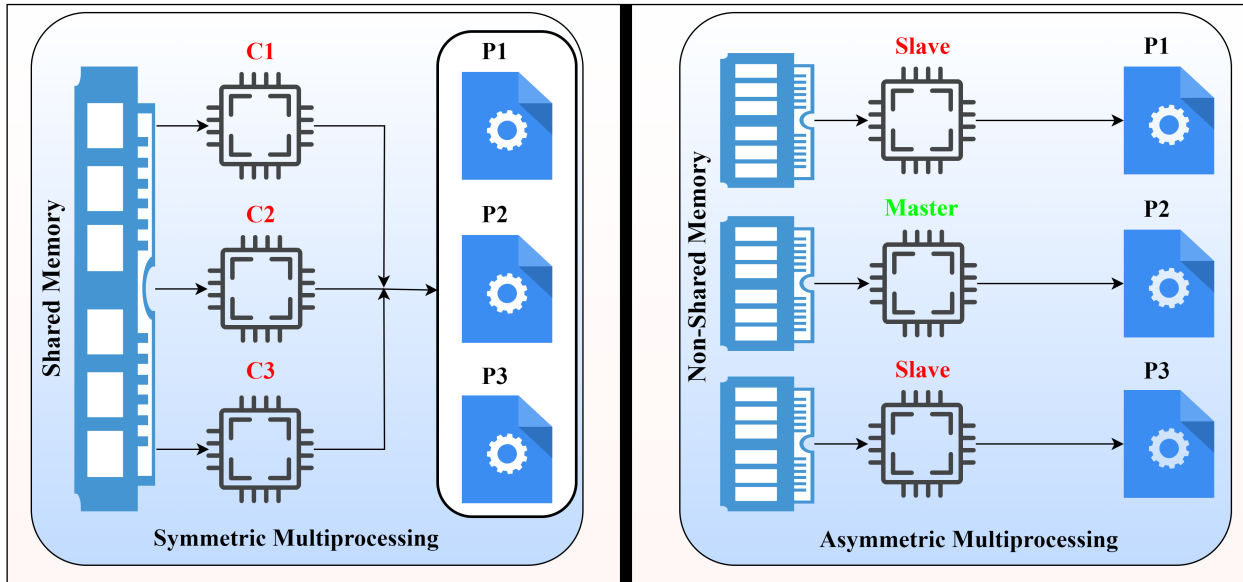 C1
P1
C2
P2
C3
P3
Shared Memory
Symmetric Multiprocessing
Slave
P1
Master
P2
Slave
P3
Non-Shared Memory
Asymmetric Multiprocessing